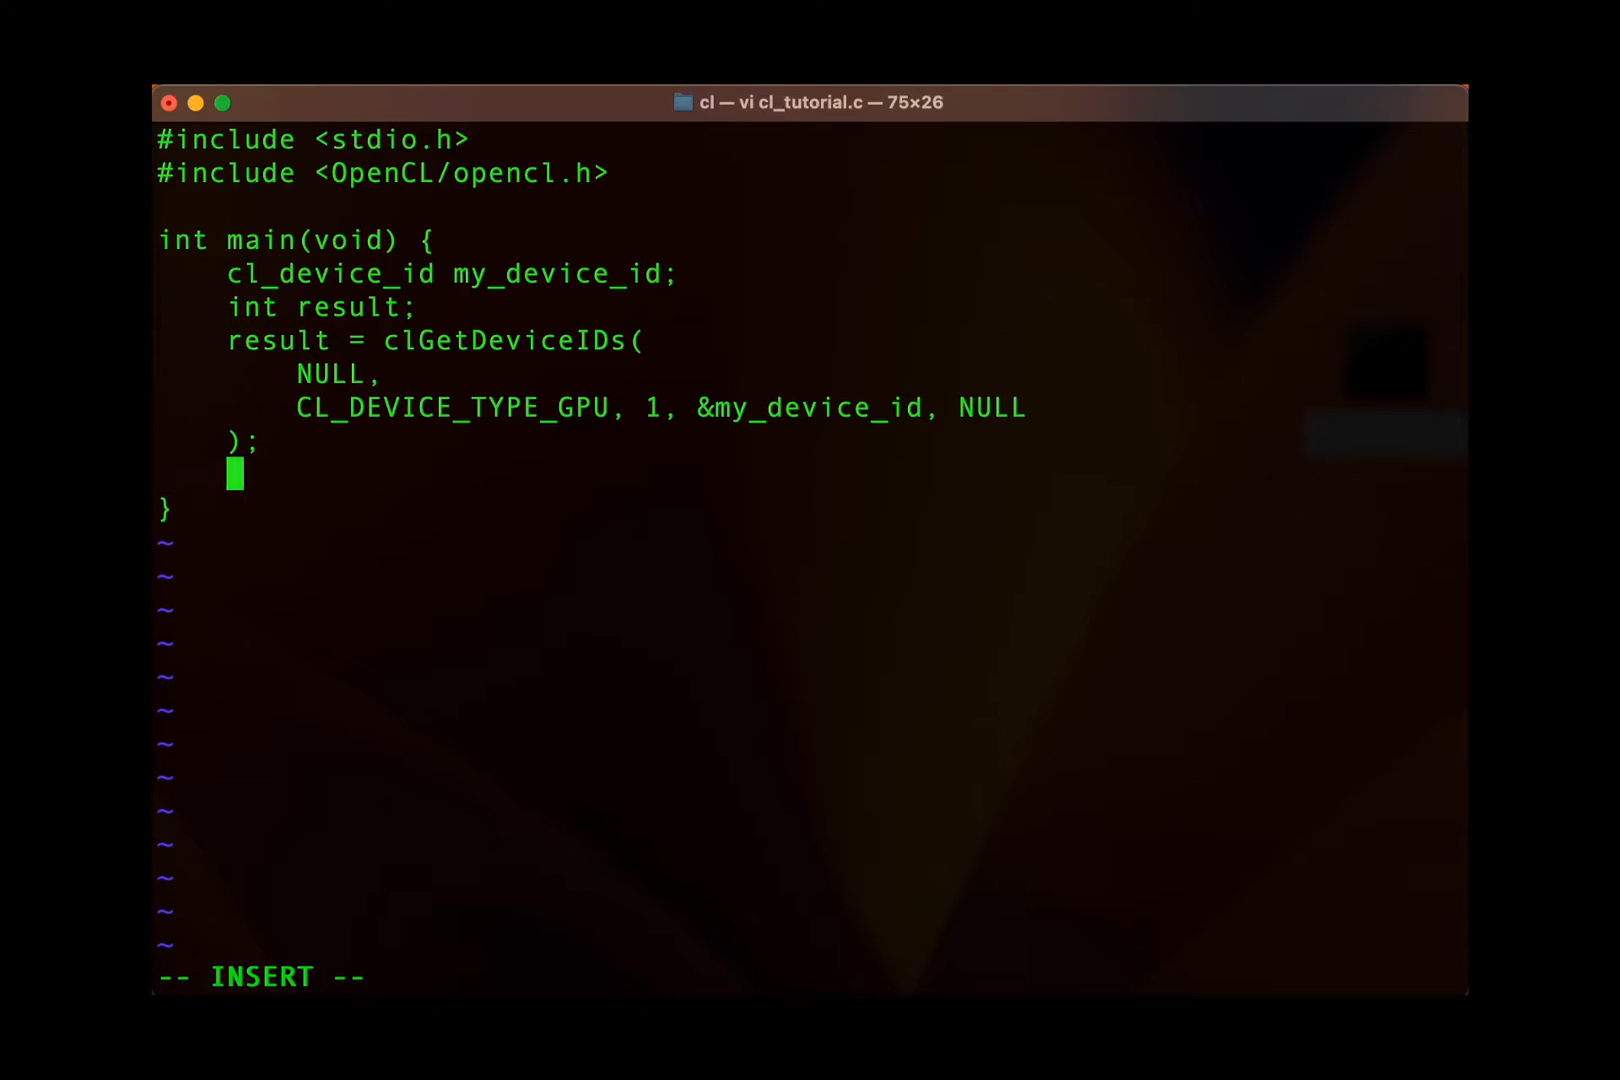 cl — vi cl_tutorial.c — 75×26
#include <stdio.h>
#include <OpenCL/opencl.h>
int main(void) {
    cl_device_id my_device_id;
    int result;
    result = clGetDeviceIDs(
        NULL,
        CL_DEVICE_TYPE_GPU, 1, &my_device_id, NULL
    );
}
~
~
~
~
~
~
~
~
~
~
~
~
~
-- INSERT --